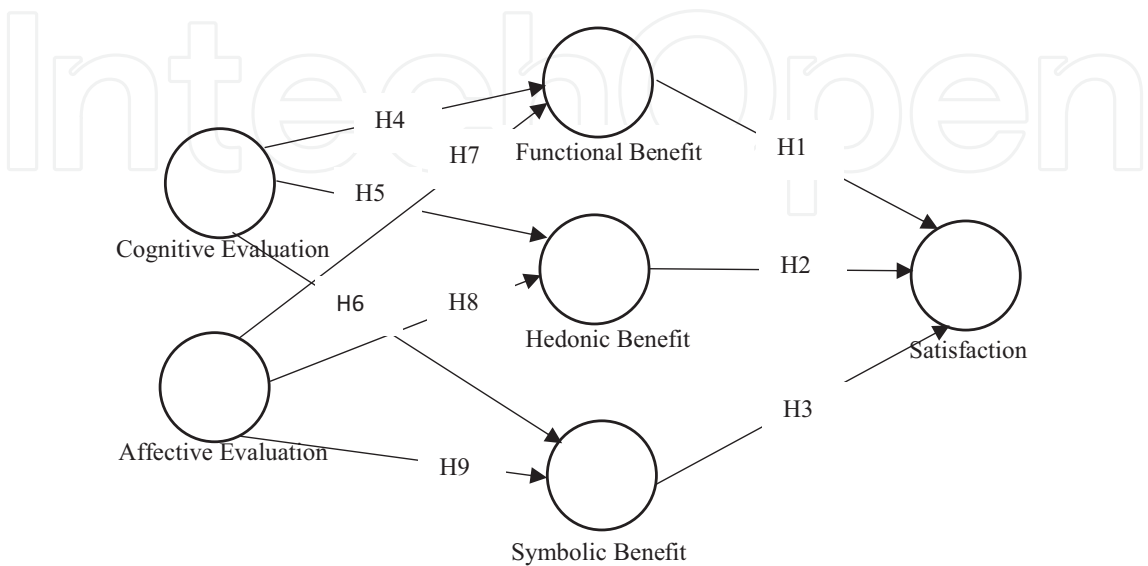 IntechOpen
H4
H7
Functional Benefit
H1
H5
Cognitive Evaluation
H6
H8
H2
Hedonic Benefit
Satisfaction
H3
Affective Evaluation
H9
Symbolic Benefit